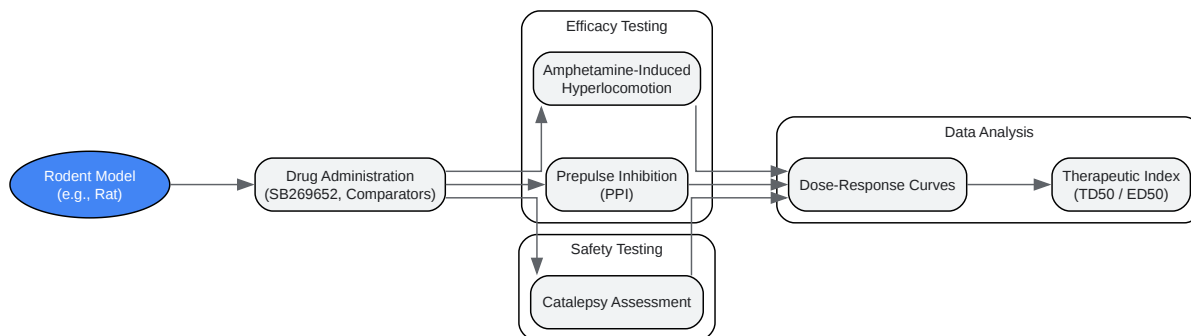 Efficacy Testing
Amphetamine-Induced
Hyperlocomotion
Data Analysis
Rodent Model
(e.g., Rat)
Drug Administration
(SB269652, Comparators)
Prepulse Inhibition
(PPI)
Dose-Response Curves
Therapeutic Index
(TD50 / ED50)
Safety Testing
Catalepsy Assessment